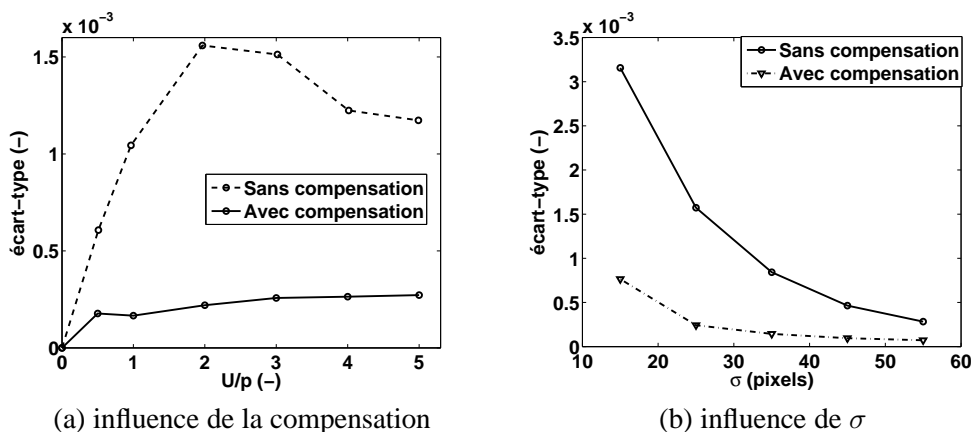 x 10⁻³
1.5
1
0.5
0
écart−type (−)
Sans compensation
Avec compensation
0 1 2 3 4 5
U/p (−)
(a) influence de la compensation
x 10⁻³
3.5
3
2.5
2
1.5
1
0.5
0
écart−type (−)
Sans compensation
Avec compensation
10 20 30 40 50 60
σ (pixels)
(b) influence de σ